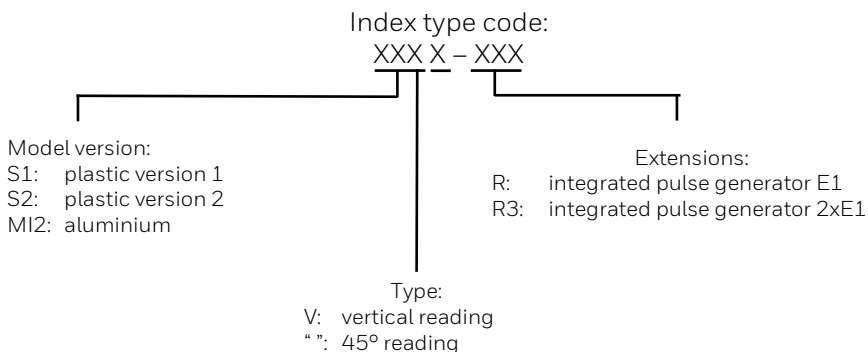 Index type code:
XXX X – XXX
Model version:
S1: plastic version 1
S2: plastic version 2
MI2: aluminium
Extensions:
R: integrated pulse generator E1
R3: integrated pulse generator 2xE1
Type:
V: vertical reading
“ ”: 45° reading